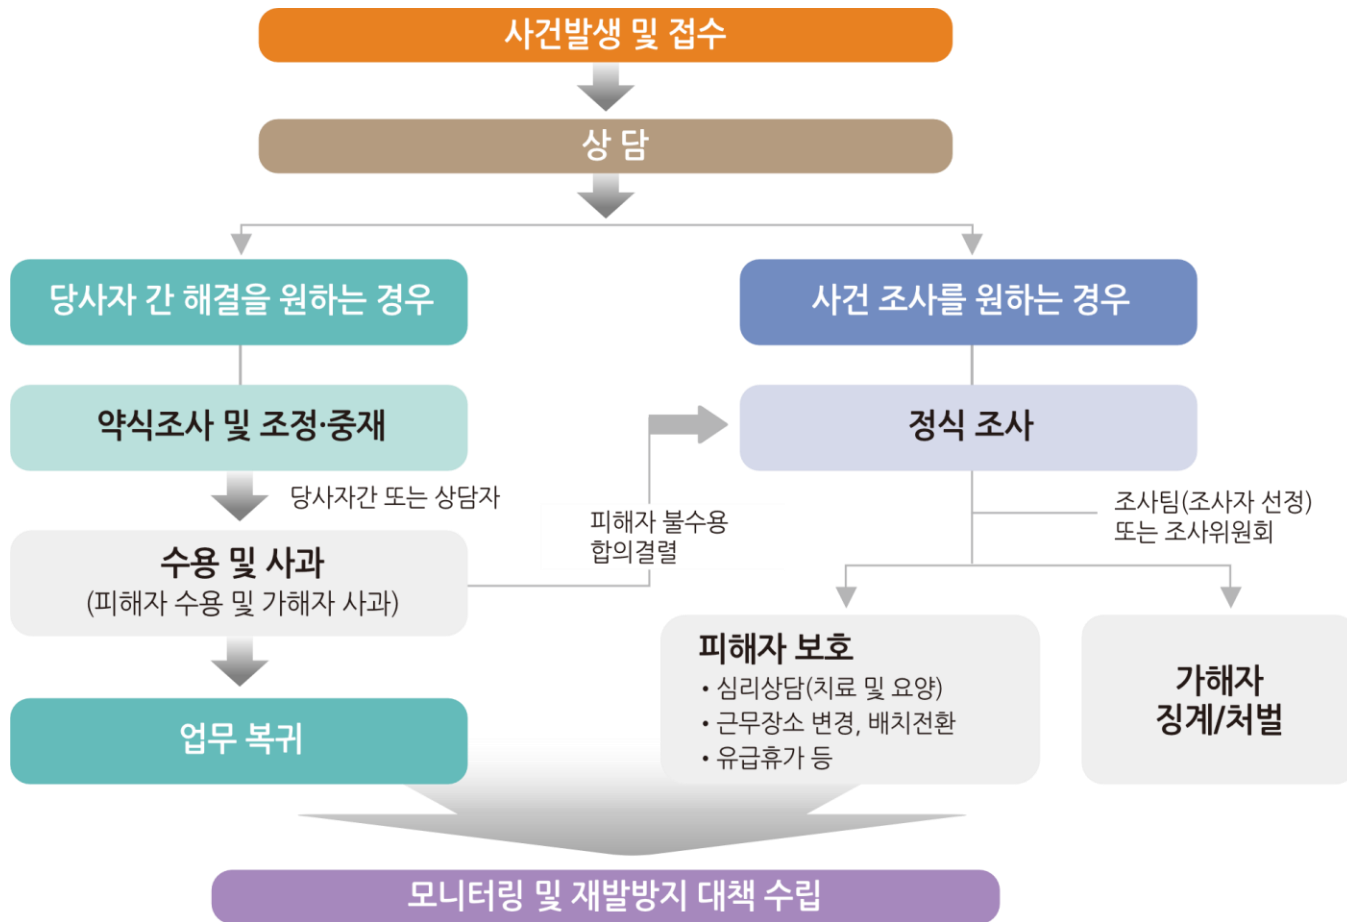 사건발생 및 접수
상 담
당사자 간 해결을 원하는 경우
사건 조사를 원하는 경우
약식조사 및 조정·중재
정식 조사
당사자간 또는 상담자
피해자 불수용
합의결렬
조사팀(조사자 선정)
또는 조사위원회
수용 및 사과
(피해자 수용 및 가해자 사과)
피해자 보호
• 심리상담(치료 및 요양)
• 근무장소 변경, 배치전환
• 유급휴가 등
가해자
징계/처벌
업무 복귀
모니터링 및 재발방지 대책 수립